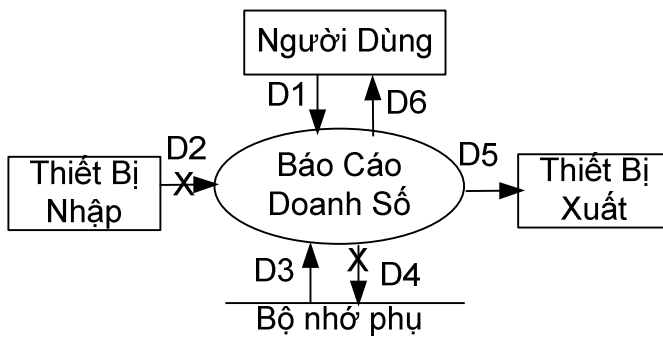 Người Dùng
D1
D6
D2
X
Thiết Bị
Nhập
Báo Cáo
Doanh Số
D5
Thiết Bị
Xuất
D3
X
D4
Bộ nhớ phụ